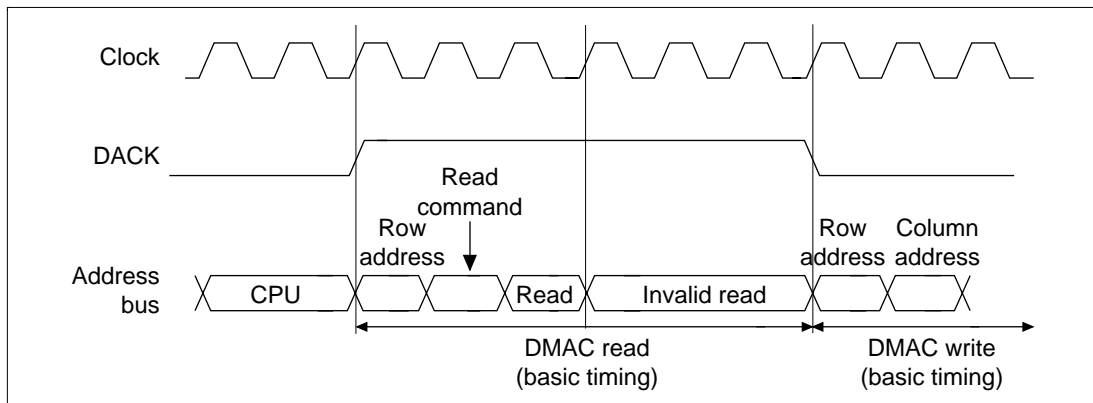 Clock
DACK
Read
command
Row
address
Row
address
Column
address
Address
bus
CPU
Read
Invalid read
DMAC read
(basic timing)
DMAC write
(basic timing)